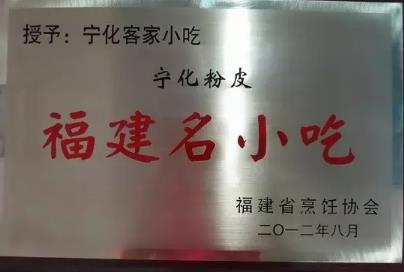 授予：宁化客家小吃
宁化粉皮
福建名小吃
福建省烹饪协会
二〇一二年八月